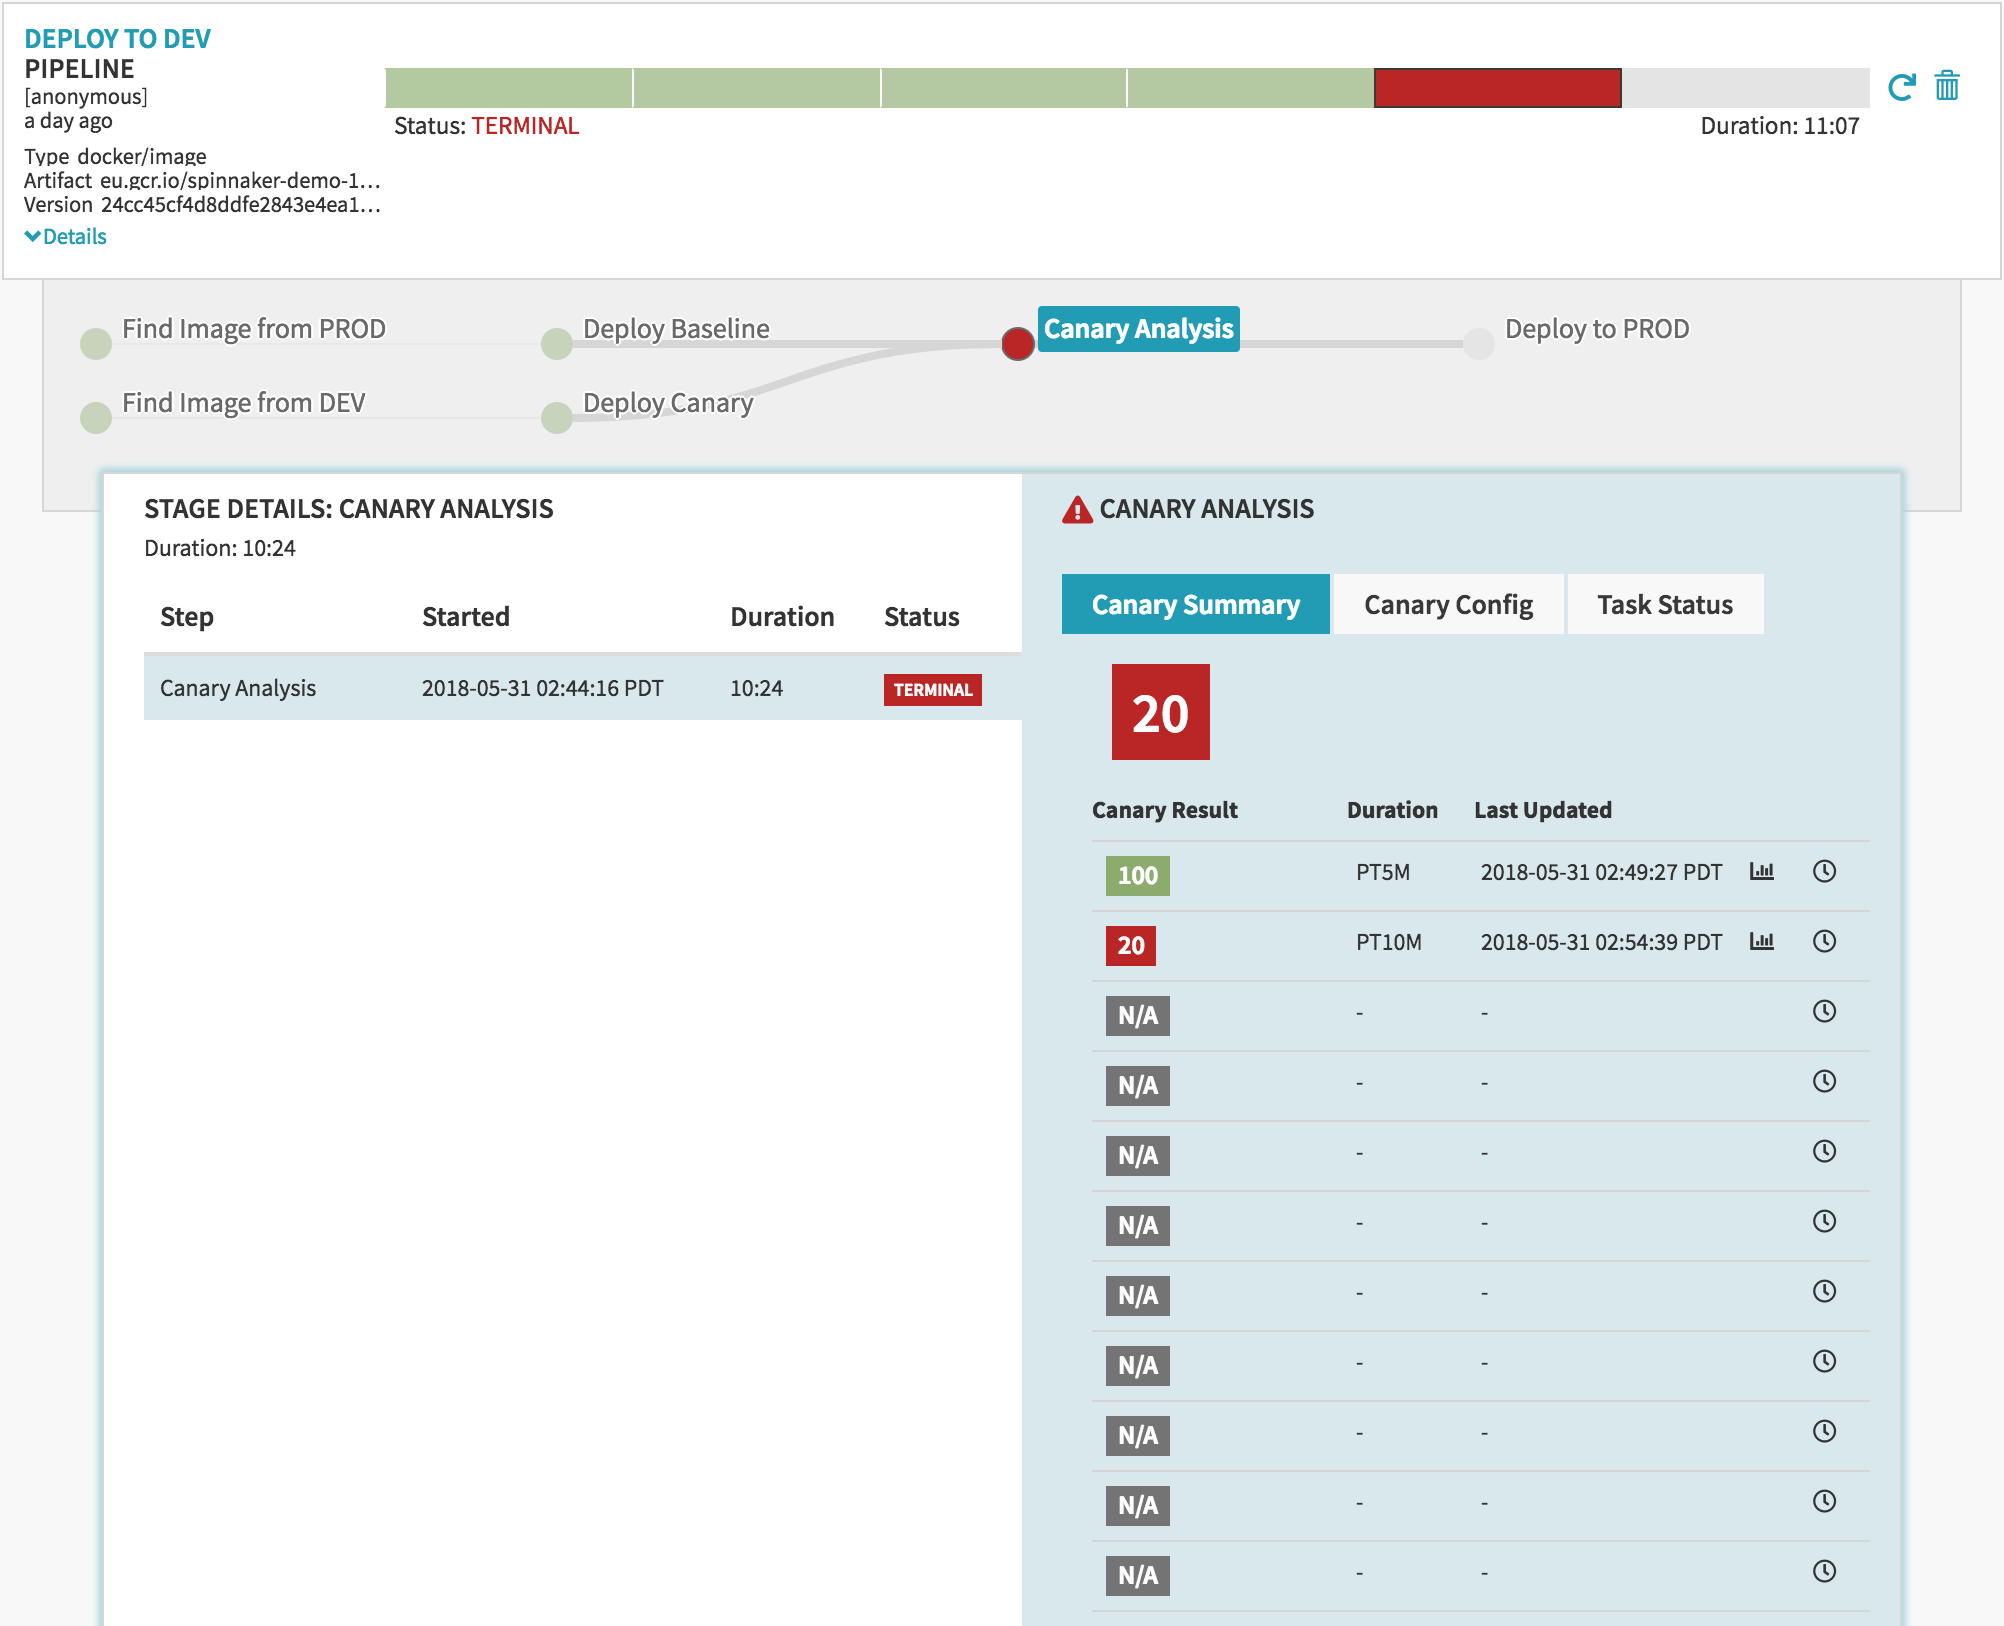 DEPLOY TO DEV
PIPELINE
[anonymous]
a day ago
Type docker/image
Artifact eu.gcr.io/spinnaker-demo-1...
Version 24cc45cf4d8ddfe2843e4ea1...
Details
Status: TERMINAL
Duration: 11:07
Find Image from PROD
Deploy Baseline
Canary Analysis
Deploy to PROD
Find Image from DEV
Deploy Canary
STAGE DETAILS: CANARY ANALYSIS
Duration: 10:24
Step Started Duration Status
Canary Analysis 2018-05-31 02:44:16 PDT 10:24 TERMINAL
CANARY ANALYSIS
Canary Summary Canary Config Task Status
20
Canary Result Duration Last Updated
100 PT5M 2018-05-31 02:49:27 PDT
20 PT10M 2018-05-31 02:54:39 PDT
N/A - -
N/A - -
N/A - -
N/A - -
N/A - -
N/A - -
N/A - -
N/A - -
N/A - -